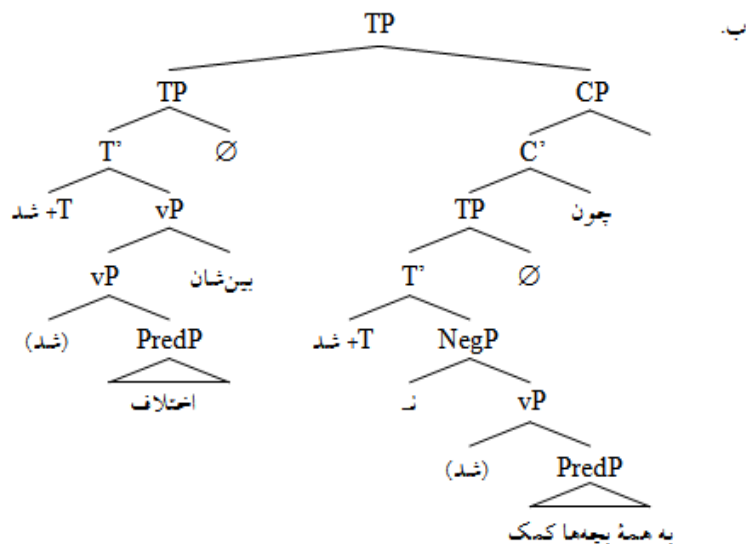 ب.
TP
TP CP
T’ ∅ C’
شد +T vP TP چون
vP بین‌شان T’ ∅
(شد) PredP شد +T NegP
اختلاف نـ vP
(شد) PredP
به همهٔ بچه‌ها کمک